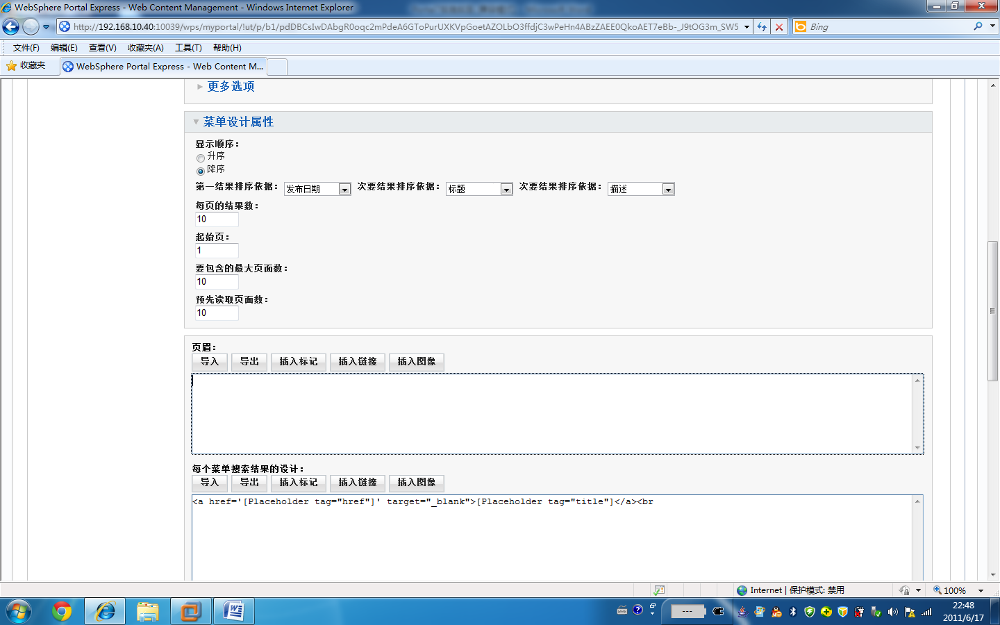 WebSphere Portal Express - Web Content Management - Windows Internet Explorer
http://192.168.10.40:10039/wps/myportal/!ut/p/b1/pdDBCsIwDAbgR0oqc2mPdeA6GToPurUXKVpGoetAZOLbO3ffdjC3wPeHn4ABzZAEE0QkoAET7eBb-_J9tOG3m_SW5
Bing
文件(F) 编辑(E) 查看(V) 收藏夹(A) 工具(T) 帮助(H)
收藏夹 WebSphere Portal Express - Web Content M...
更多选项
菜单设计属性
显示顺序：
升序
降序
第一结果排序依据： 发布日期 次要结果排序依据： 标题 次要结果排序依据： 描述
每页的结果数：
10
起始页：
1
要包含的最大页面数：
10
预先读取页面数：
10
页眉：
导入 导出 插入标记 插入链接 插入图像
每个菜单搜索结果的设计：
导入 导出 插入标记 插入链接 插入图像
<a href='[Placeholder tag="href"]' target="_blank">[Placeholder tag="title"]</a><br
Internet | 保护模式: 禁用 100%
---
22:48
2011/6/17